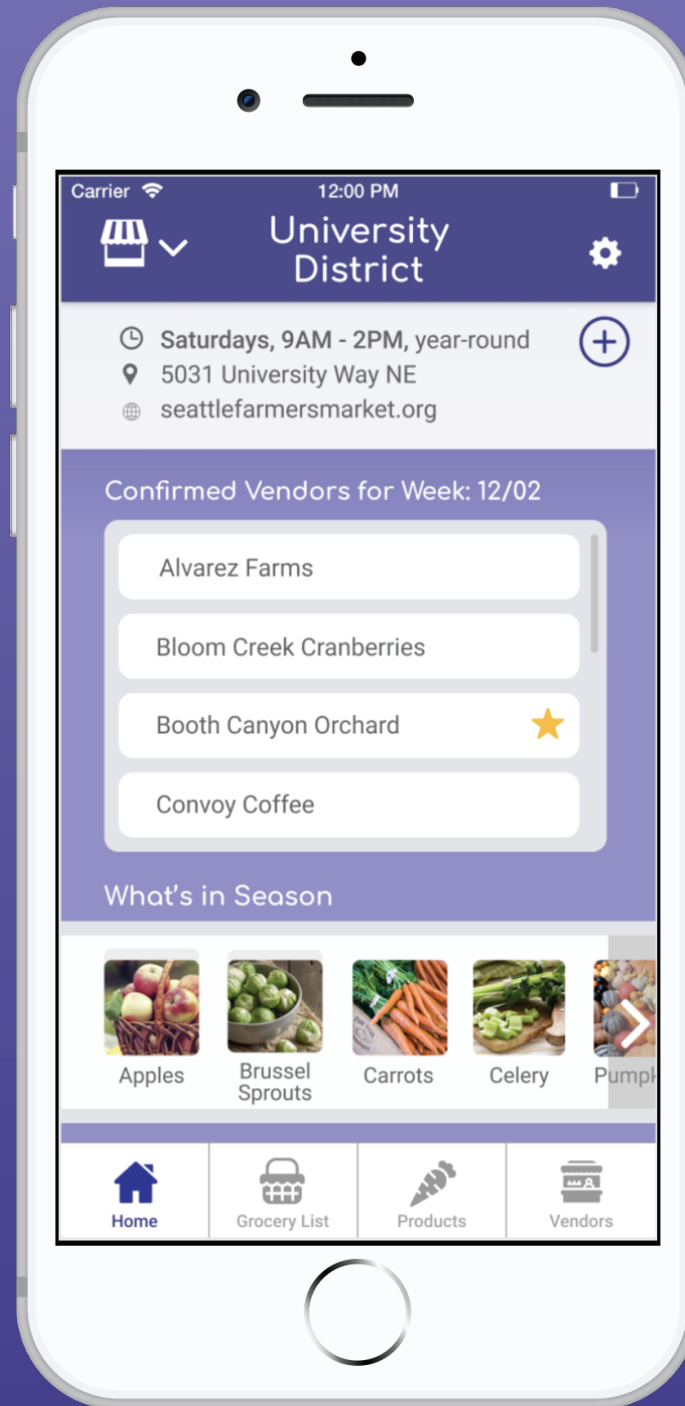 Carrier 12:00 PM
University
District
Saturdays, 9AM - 2PM, year-round
5031 University Way NE
seattlefarmersmarket.org
Confirmed Vendors for Week: 12/02
Alvarez Farms
Bloom Creek Cranberries
Booth Canyon Orchard
Convoy Coffee
What's in Season
Apples
Brussel
Sprouts
Carrots
Celery
Pumpk
Home
Grocery List
Products
Vendors